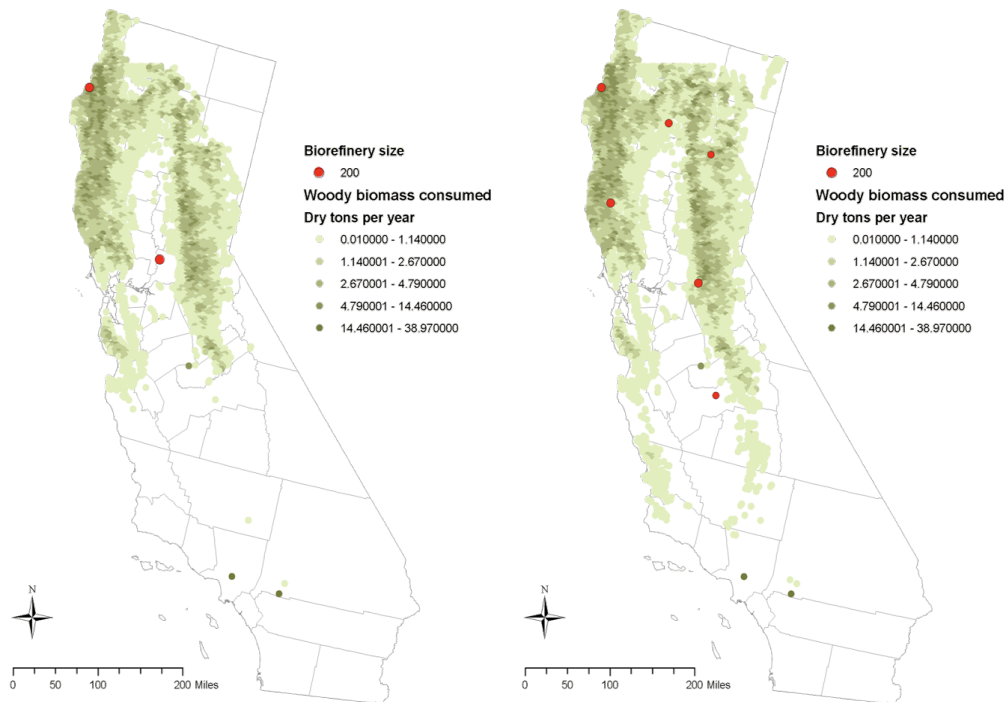 Biorefinery size
200
Woody biomass consumed
Dry tons per year
0.010000 - 1.140000
1.140001 - 2.670000
2.670001 - 4.790000
4.790001 - 14.460000
14.460001 - 38.970000
N
0 50 100 200 Miles
Biorefinery size
200
Woody biomass consumed
Dry tons per year
0.010000 - 1.140000
1.140001 - 2.670000
2.670001 - 4.790000
4.790001 - 14.460000
14.460001 - 38.970000
N
0 50 100 200 Miles